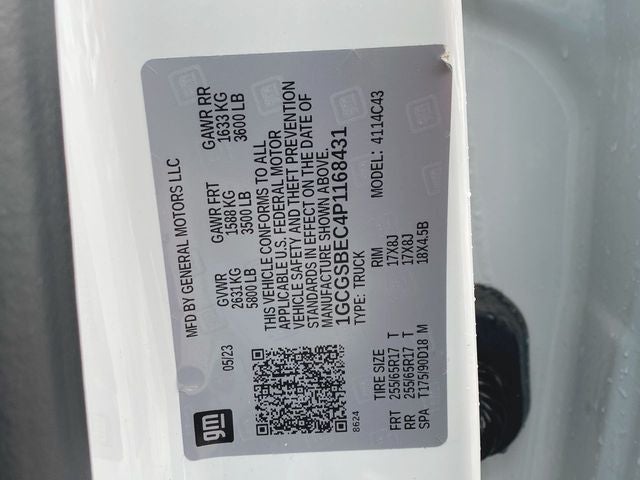 gm
MFD BY GENERAL MOTORS LLC
05/23
GVWR GAWR FRT GAWR RR
2631 KG 1588 KG 1633 KG
5800 LB 3500 LB 3600 LB
THIS VEHICLE CONFORMS TO ALL
APPLICABLE U.S. FEDERAL MOTOR
VEHICLE SAFETY AND THEFT PREVENTION
STANDARDS IN EFFECT ON THE DATE OF
MANUFACTURE SHOWN ABOVE.
1GCGSBEC4P1168431
TYPE: TRUCK MODEL: 4114C43
8624
TIRE SIZE RIM
FRT 255/65R17 T 17X8J
RR 255/65R17 T 17X8J
SPA T175/90D18 M 18X4.5B